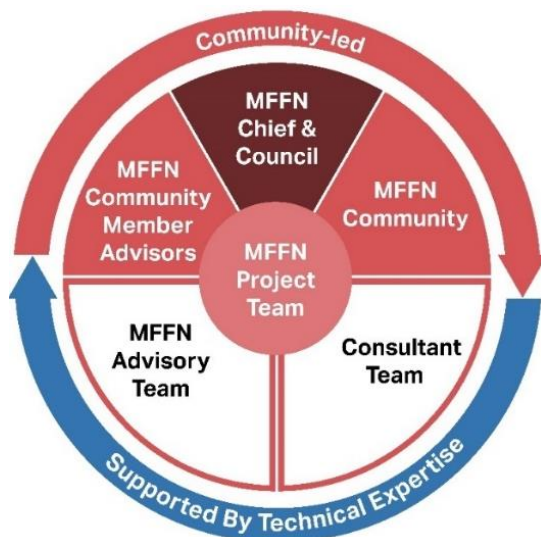 Community-led
MFFN
Chief &
Council
MFFN
Community
Member
Advisors
MFFN
Community
MFFN
Project
Team
MFFN
Advisory
Team
Consultant
Team
Supported By Technical Expertise